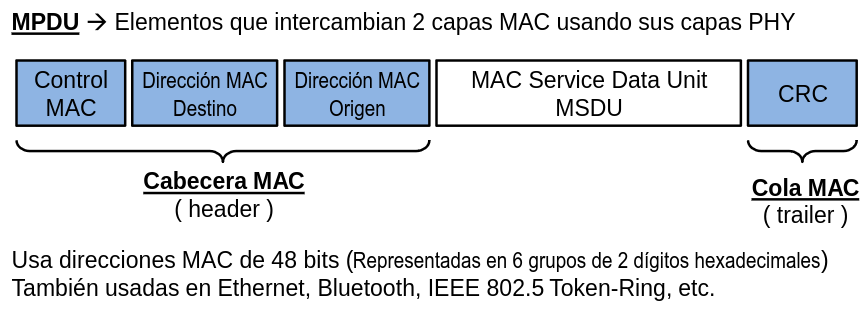 MPDU → Elementos que intercambian 2 capas MAC usando sus capas PHY
Control MAC
Dirección MAC Destino
Dirección MAC Origen
MAC Service Data Unit MSDU
CRC
Cabecera MAC
( header )
Cola MAC
( trailer )
Usa direcciones MAC de 48 bits (Representadas en 6 grupos de 2 dígitos hexadecimales)
También usadas en Ethernet, Bluetooth, IEEE 802.5 Token-Ring, etc.